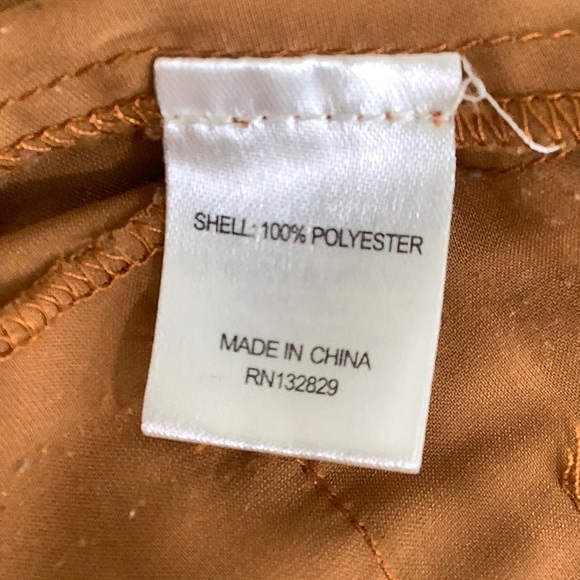 SHELL: 100% POLYESTER
MADE IN CHINA
RN132829